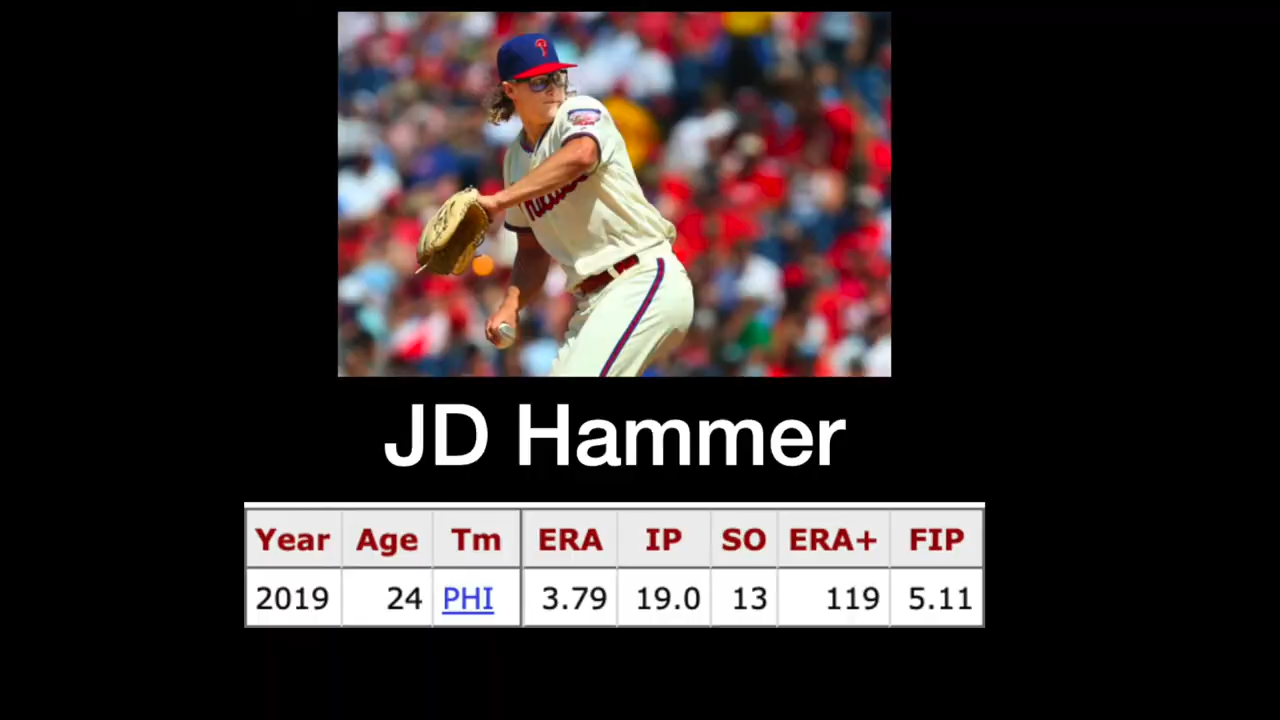 Phillies
JD Hammer
Year Age Tm ERA IP SO ERA+ FIP
2019 24 PHI 3.79 19.0 13 119 5.11